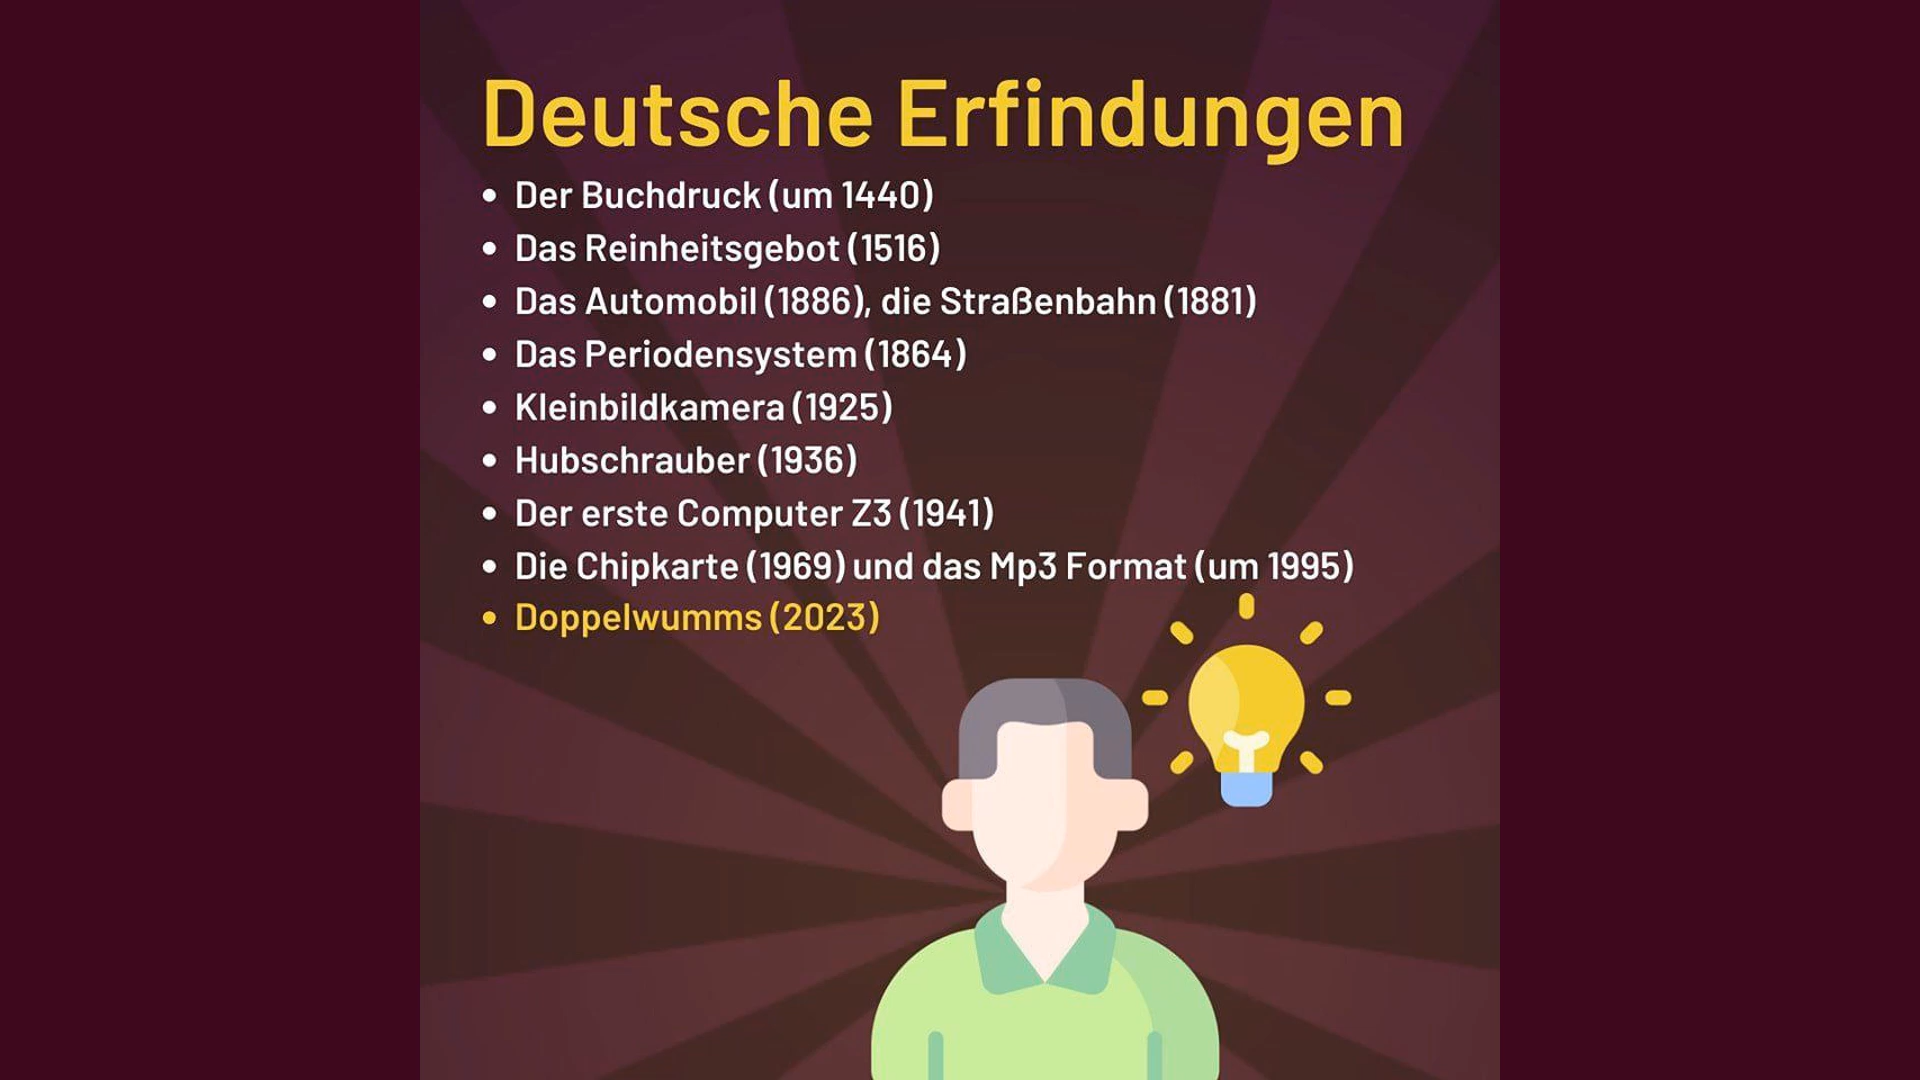 Deutsche Erfindungen
• Der Buchdruck (um 1440)
• Das Reinheitsgebot (1516)
• Das Automobil (1886), die Straßenbahn (1881)
• Das Periodensystem (1864)
• Kleinbildkamera (1925)
• Hubschrauber (1936)
• Der erste Computer Z3 (1941)
• Die Chipkarte (1969) und das Mp3 Format (um 1995)
• Doppelwumms (2023)